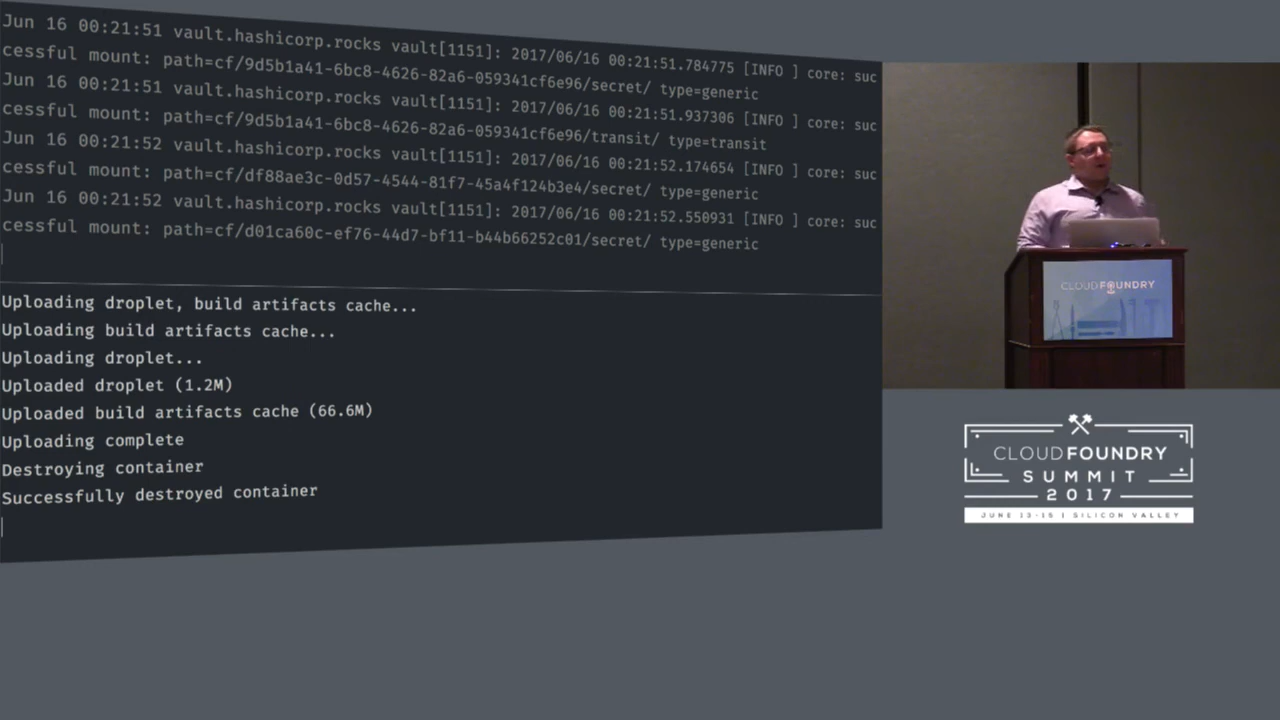 Jun 16 00:21:51 vault.hashicorp.rocks vault[1151]: 2017/06/16 00:21:51.784775 [INFO ] core: suc
cessful mount: path=cf/9d5b1a41-6bc8-4626-82a6-059341cf6e96/secret/ type=generic
Jun 16 00:21:51 vault.hashicorp.rocks vault[1151]: 2017/06/16 00:21:51.937306 [INFO ] core: suc
cessful mount: path=cf/9d5b1a41-6bc8-4626-82a6-059341cf6e96/transit/ type=transit
Jun 16 00:21:52 vault.hashicorp.rocks vault[1151]: 2017/06/16 00:21:52.174654 [INFO ] core: suc
cessful mount: path=cf/df88ae3c-0d57-4544-81f7-45a4f124b3e4/secret/ type=generic
Jun 16 00:21:52 vault.hashicorp.rocks vault[1151]: 2017/06/16 00:21:52.550931 [INFO ] core: suc
cessful mount: path=cf/d01ca60c-ef76-44d7-bf11-b44b66252c01/secret/ type=generic
Uploading droplet, build artifacts cache...
Uploading build artifacts cache...
Uploading droplet...
Uploaded droplet (1.2M)
Uploaded build artifacts cache (66.6M)
Uploading complete
Destroying container
Successfully destroyed container
CLOUDFOUNDRY
CLOUDFOUNDRY
SUMMIT
2017
JUNE 13-15 | SILICON VALLEY